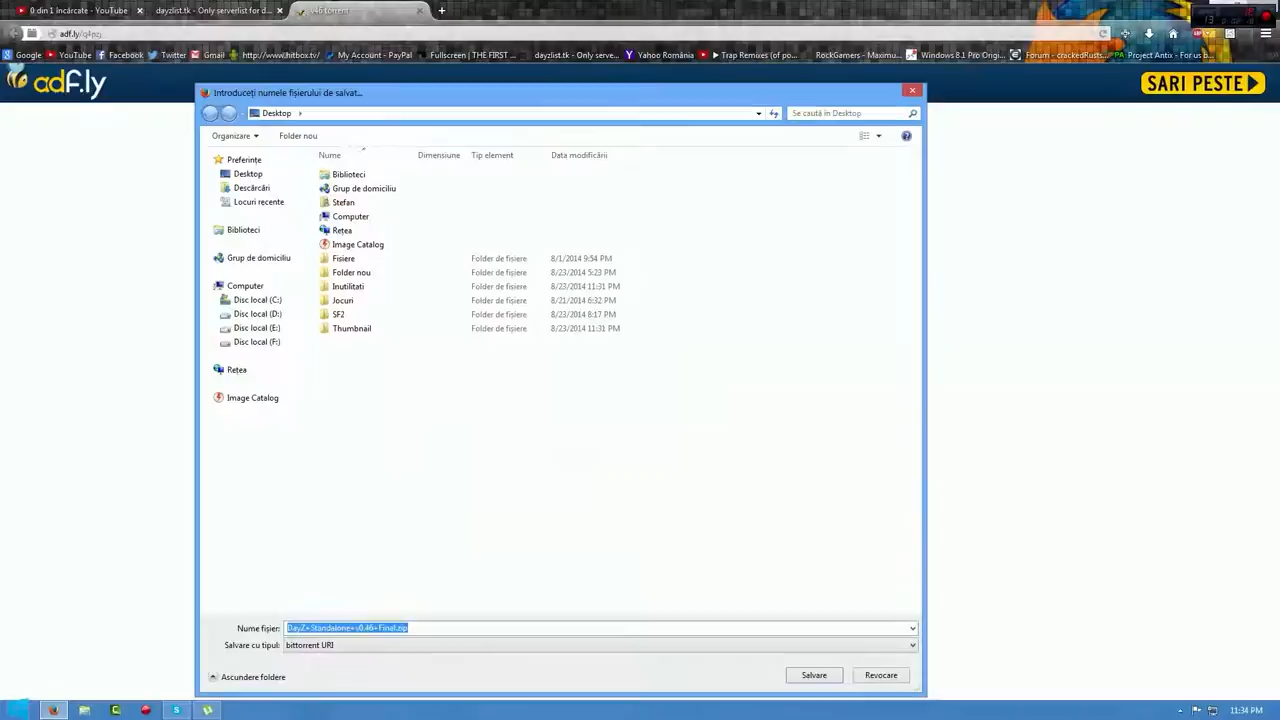 0 din 1 încărcate - YouTube
dayzlist.tk - Only serverlist for d...
v46 torrent
adf.ly/q4pzj
Google
YouTube
Facebook
Twitter
Gmail
http://www.hitbox.tv/
My Account - PayPal
Fullscreen | THE FIRST ...
dayzlist.tk - Only serve...
Yahoo România
► Trap Remixes (of po...
RockGamers - Maximu...
Windows 8.1 Pro Origi...
Forum - crackedRusts...
Project Antix - For us b...
adf.ly
SARI PESTE
Introduceți numele fișierului de salvat...
Desktop
Se caută în Desktop
Organizare
Folder nou
Nume
Dimensiune
Tip element
Data modificării
Preferințe
Desktop
Descărcări
Locuri recente
Biblioteci
Grup de domiciliu
Computer
Disc local (C:)
Disc local (D:)
Disc local (E:)
Disc local (F:)
Rețea
Image Catalog
Biblioteci
Grup de domiciliu
Stefan
Computer
Rețea
Image Catalog
Fisiere Folder de fișiere 8/1/2014 9:54 PM
Folder nou Folder de fișiere 8/23/2014 5:23 PM
Inutilitati Folder de fișiere 8/23/2014 11:31 PM
Jocuri Folder de fișiere 8/21/2014 6:32 PM
SF2 Folder de fișiere 8/23/2014 8:17 PM
Thumbnail Folder de fișiere 8/23/2014 11:31 PM
Nume fișier: DayZ+Standalone+v0.46+Final.zip
Salvare cu tipul: bittorrent URI
Ascundere foldere
Salvare
Revocare
11:34 PM